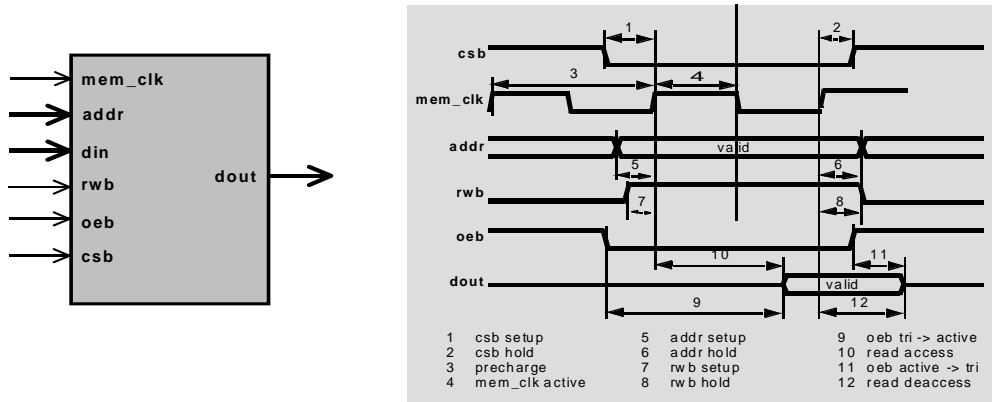 mem_clk
addr
din
rwb
oeb
csb
dout
1
2
csb
3
4
mem_clk
addr
valid
5
6
rwb
7
8
oeb
10
11
dout
valid
9
12
1 csb setup 5 addr setup 9 oeb tri -> active
2 csb hold 6 addr hold 10 read access
3 precharge 7 rwb setup 11 oeb active -> tri
4 mem_clk active 8 rwb hold 12 read deaccess